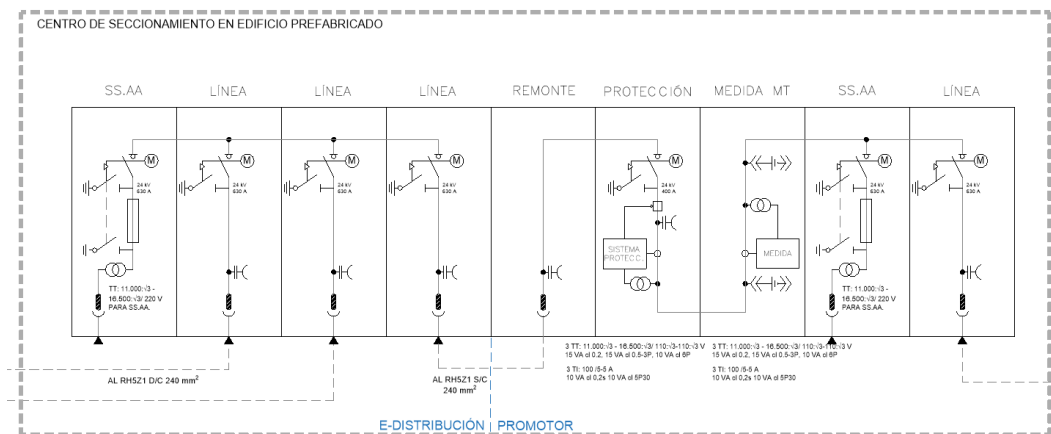 CENTRO DE SECCIONAMIENTO EN EDIFICIO PREFABRICADO
SS.AA LÍNEA LÍNEA LÍNEA REMONTE PROTECCIÓN MEDIDA MT SS.AA LÍNEA
M M M M M M M
24 kV
630 A
24 kV
630 A
24 kV
630 A
24 kV
630 A
24 kV
400 A
24 kV
630 A
24 kV
630 A
SISTEMA
PROTECC.
MEDIDA
TT: 11.000:√3 -
16.500:√3/ 220 V
PARA SS.AA.
TT: 11.000:√3 -
16.500:√3/ 220 V
PARA SS.AA.
3 TT: 11.000:√3 - 16.500:√3/ 110:√3-110:√3 V
15 VA cl 0.2, 15 VA cl 0.5-3P, 10 VA cl 6P
3 TI: 100 /5-5 A
10 VA cl 0,2s 10 VA cl 5P30
3 TT: 11.000:√3 - 16.500:√3/ 110:√3-110:√3 V
15 VA cl 0.2, 15 VA cl 0.5-3P, 10 VA cl 6P
3 TI: 100 /5-5 A
10 VA cl 0,2s 10 VA cl 5P30
AL RH5Z1 D/C 240 mm²
AL RH5Z1 S/C
240 mm²
E-DISTRIBUCIÓN PROMOTOR